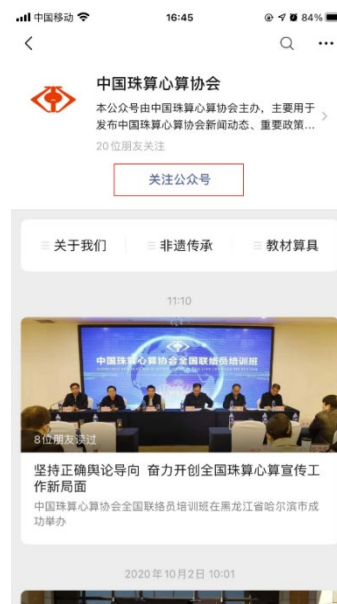 中国移动 16:45 84%
中国珠算心算协会
本公众号由中国珠算心算协会主办，主要用于
发布中国珠算心算协会新闻动态、重要政策...
20位朋友关注
关注公众号
关于我们 非遗传承 教材算具
11:10
中国珠算心算协会全国联络员培训班
8位朋友读过
坚持正确舆论导向 奋力开创全国珠算心算宣传工
作新局面
中国珠算心算协会全国联络员培训班在黑龙江省哈尔滨市成
功举办
2020年10月2日 10:01